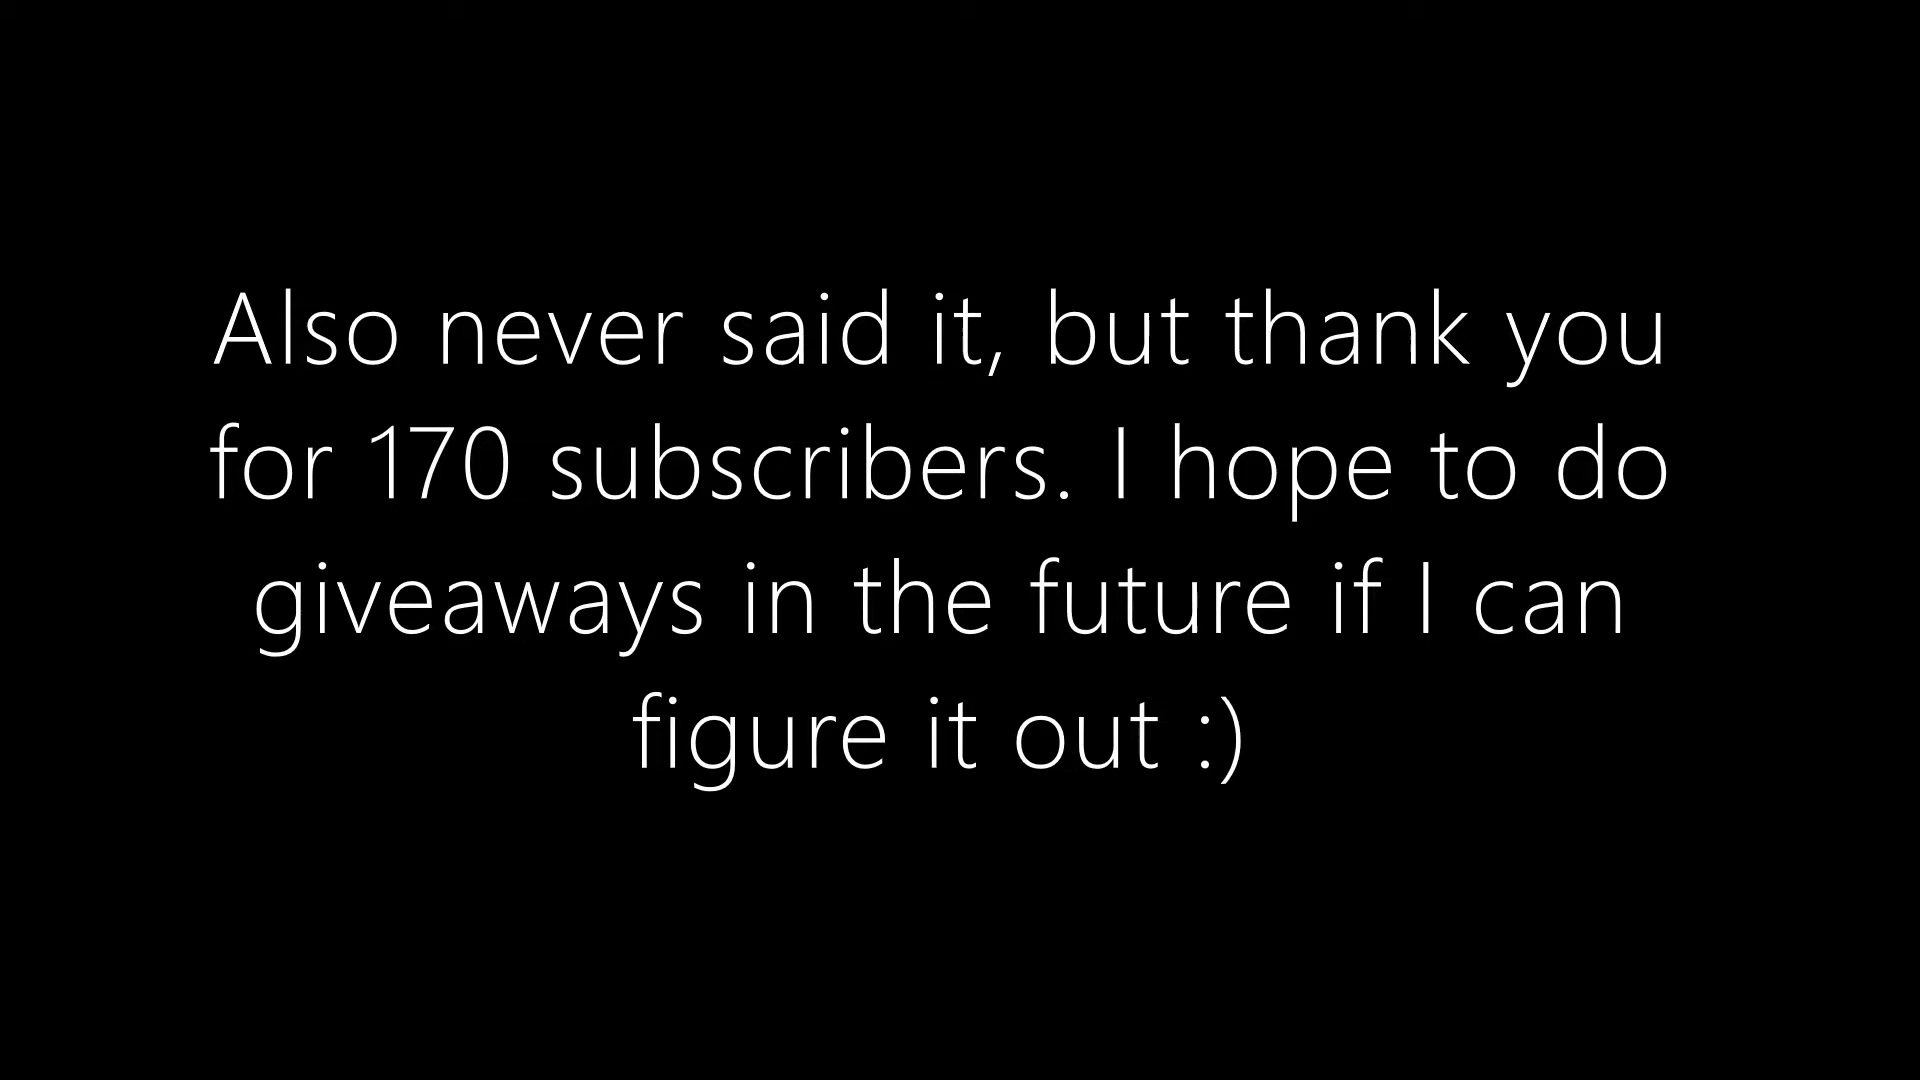 Also never said it, but thank you
for 170 subscribers. I hope to do
giveaways in the future if I can
figure it out :)